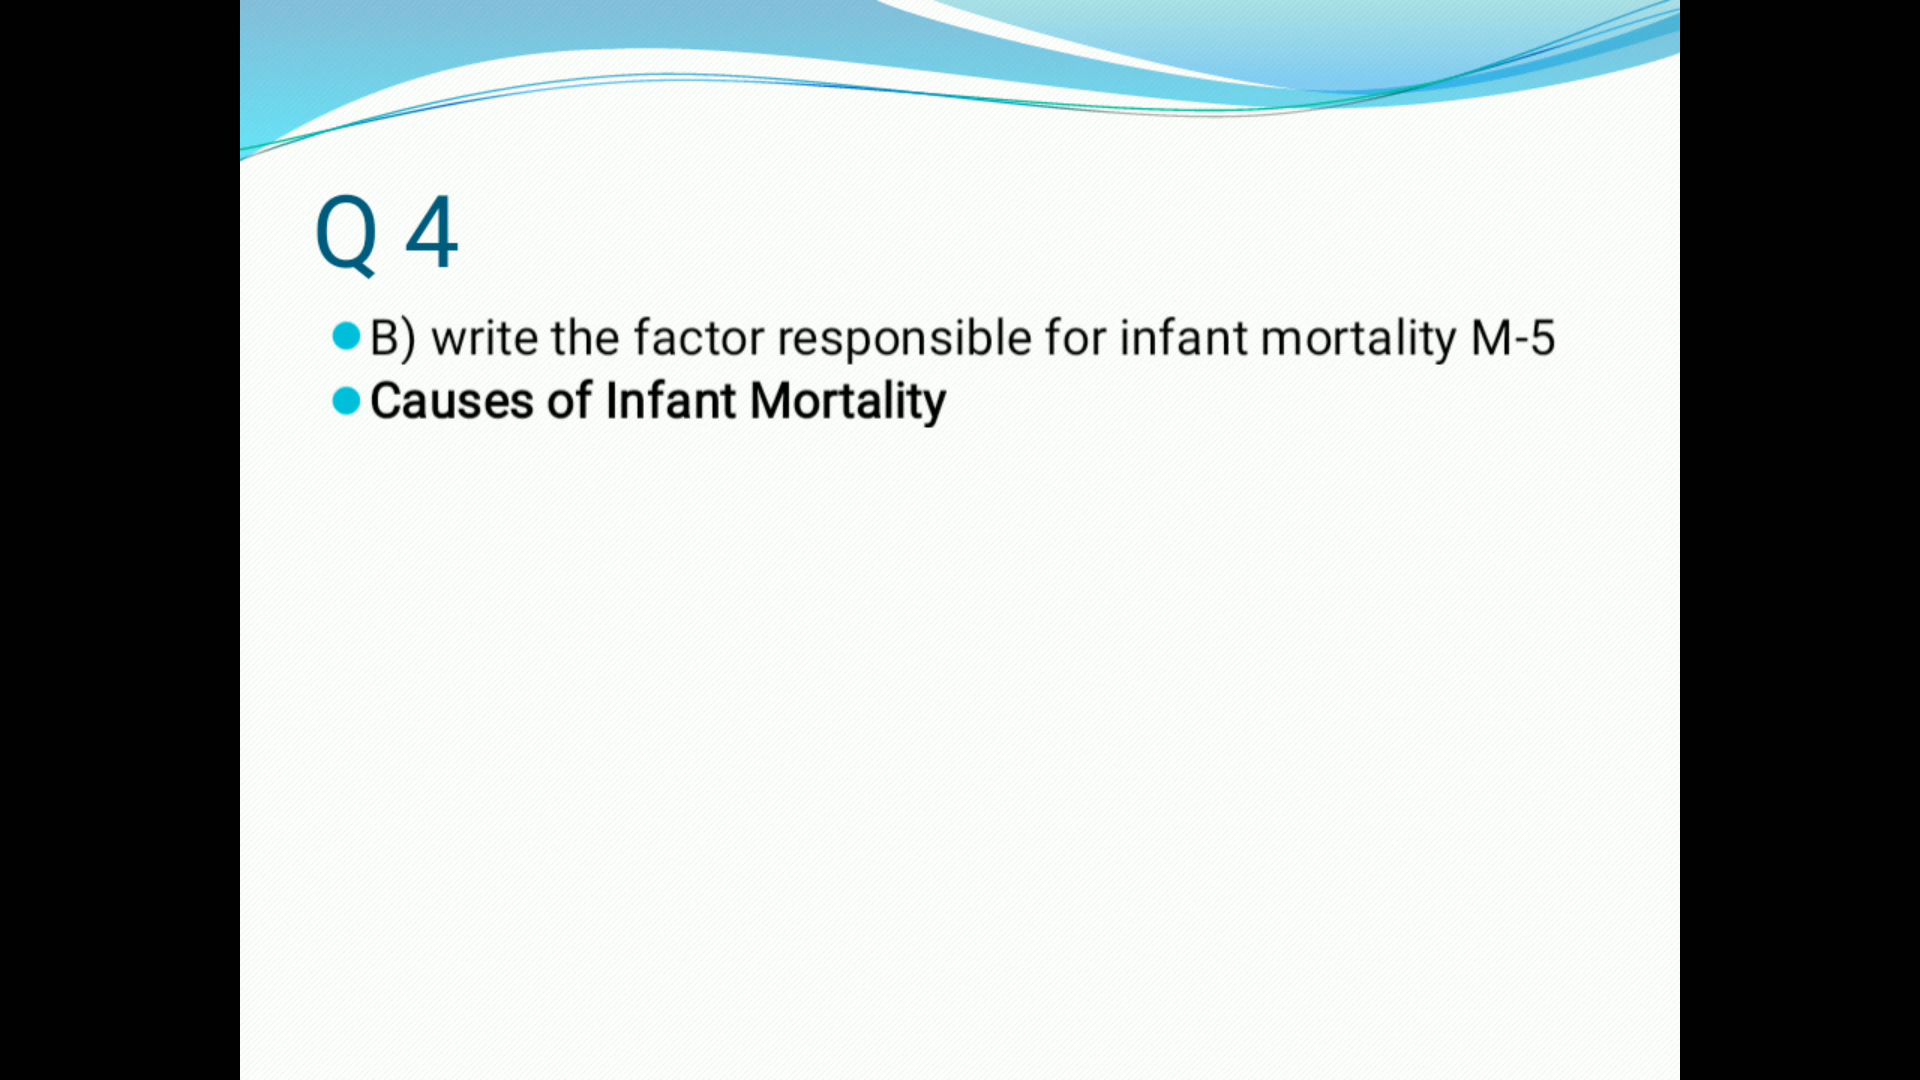 Q 4
B) write the factor responsible for infant mortality M-5
Causes of Infant Mortality